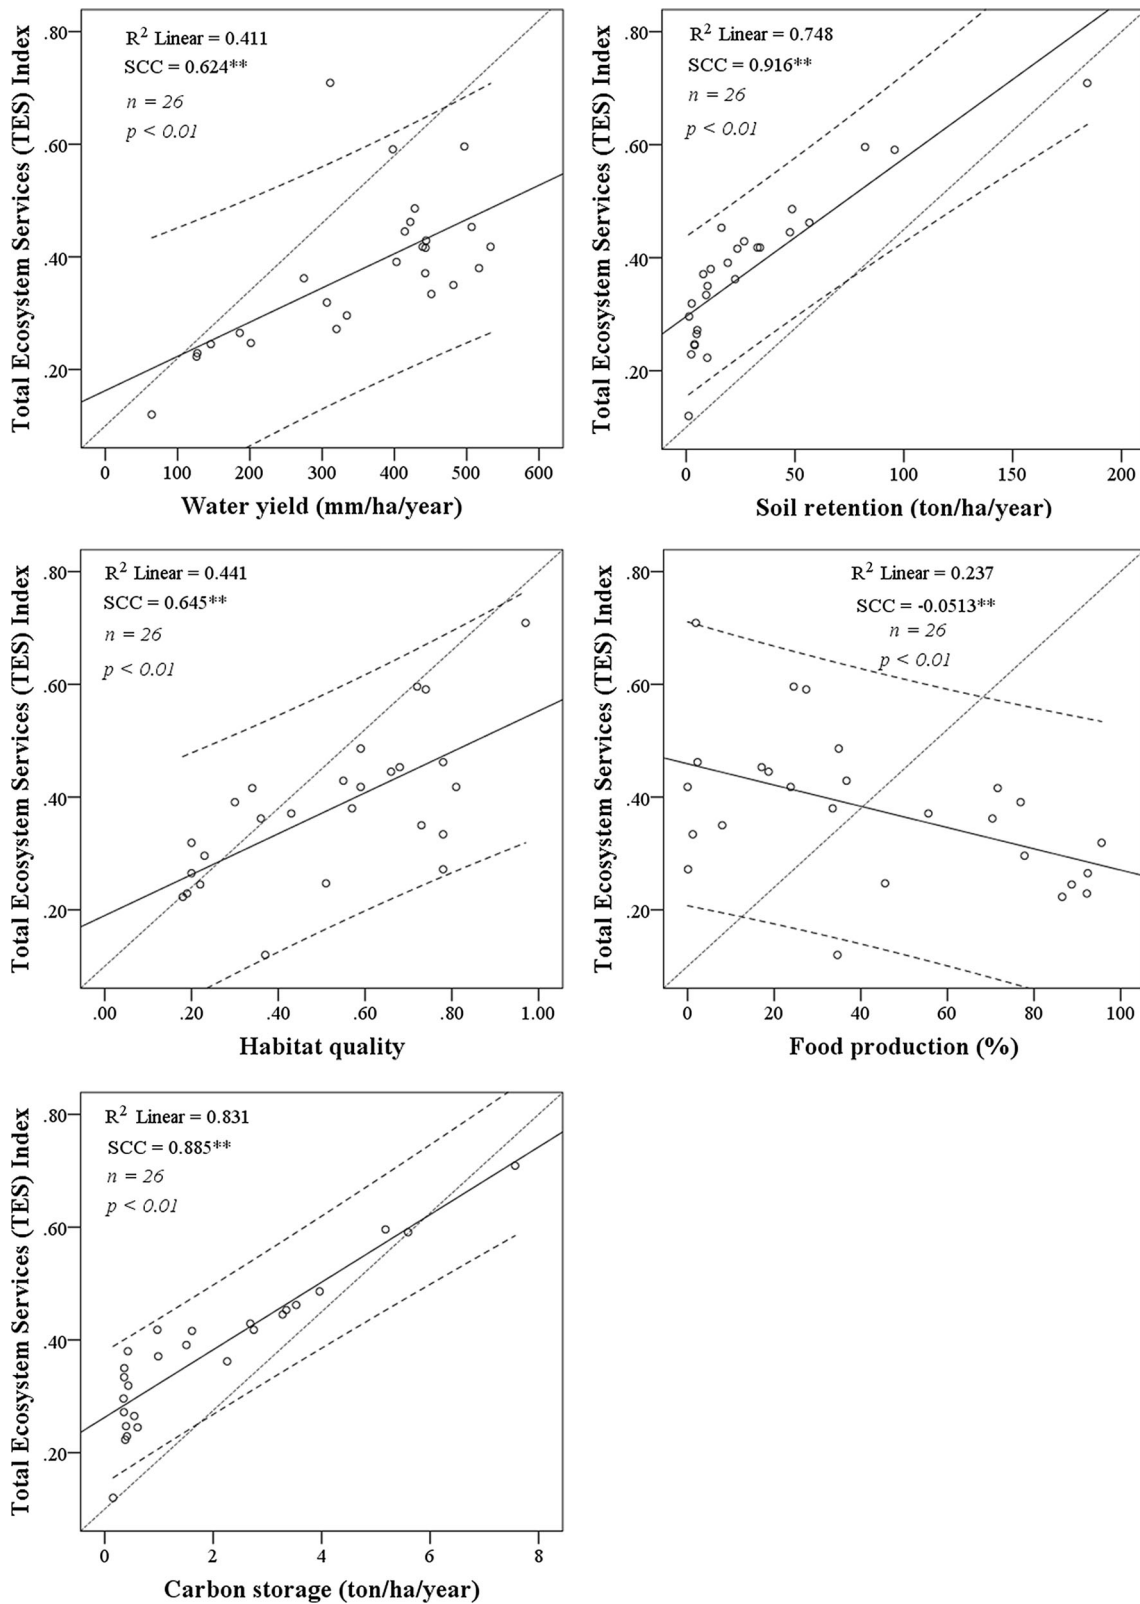 Total Ecosystem Services (TES) Index
.80
.60
.40
.20
R² Linear = 0.411
SCC = 0.624**
n = 26
p < 0.01
0 100 200 300 400 500 600
Water yield (mm/ha/year)
Total Ecosystem Services (TES) Index
.80
.60
.40
.20
R² Linear = 0.748
SCC = 0.916**
n = 26
p < 0.01
0 50 100 150 200
Soil retention (ton/ha/year)
Total Ecosystem Services (TES) Index
.80
.60
.40
.20
R² Linear = 0.441
SCC = 0.645**
n = 26
p < 0.01
.00 .20 .40 .60 .80 1.00
Habitat quality
Total Ecosystem Services (TES) Index
.80
.60
.40
.20
R² Linear = 0.237
SCC = -0.0513**
n = 26
p < 0.01
0 20 40 60 80 100
Food production (%)
Total Ecosystem Services (TES) Index
.80
.60
.40
.20
R² Linear = 0.831
SCC = 0.885**
n = 26
p < 0.01
0 2 4 6 8
Carbon storage (ton/ha/year)